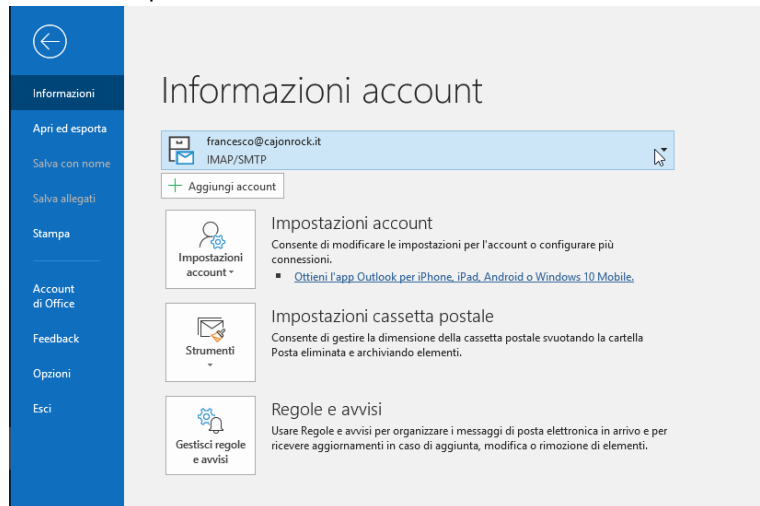 Informazioni
Apri ed esporta
Salva con nome
Salva allegati
Stampa
Account
di Office
Feedback
Opzioni
Esci
Informazioni account
francesco@cajonrock.it
IMAP/SMTP
Aggiungi account
Impostazioni
account
Impostazioni account
Consente di modificare le impostazioni per l'account o configurare più
connessioni.
Ottieni l'app Outlook per iPhone, iPad, Android o Windows 10 Mobile.
Strumenti
Impostazioni cassetta postale
Consente di gestire la dimensione della cassetta postale svuotando la cartella
Posta eliminata e archiviando elementi.
Gestisci regole
e avvisi
Regole e avvisi
Usare Regole e avvisi per organizzare i messaggi di posta elettronica in arrivo e per
ricevere aggiornamenti in caso di aggiunta, modifica o rimozione di elementi.